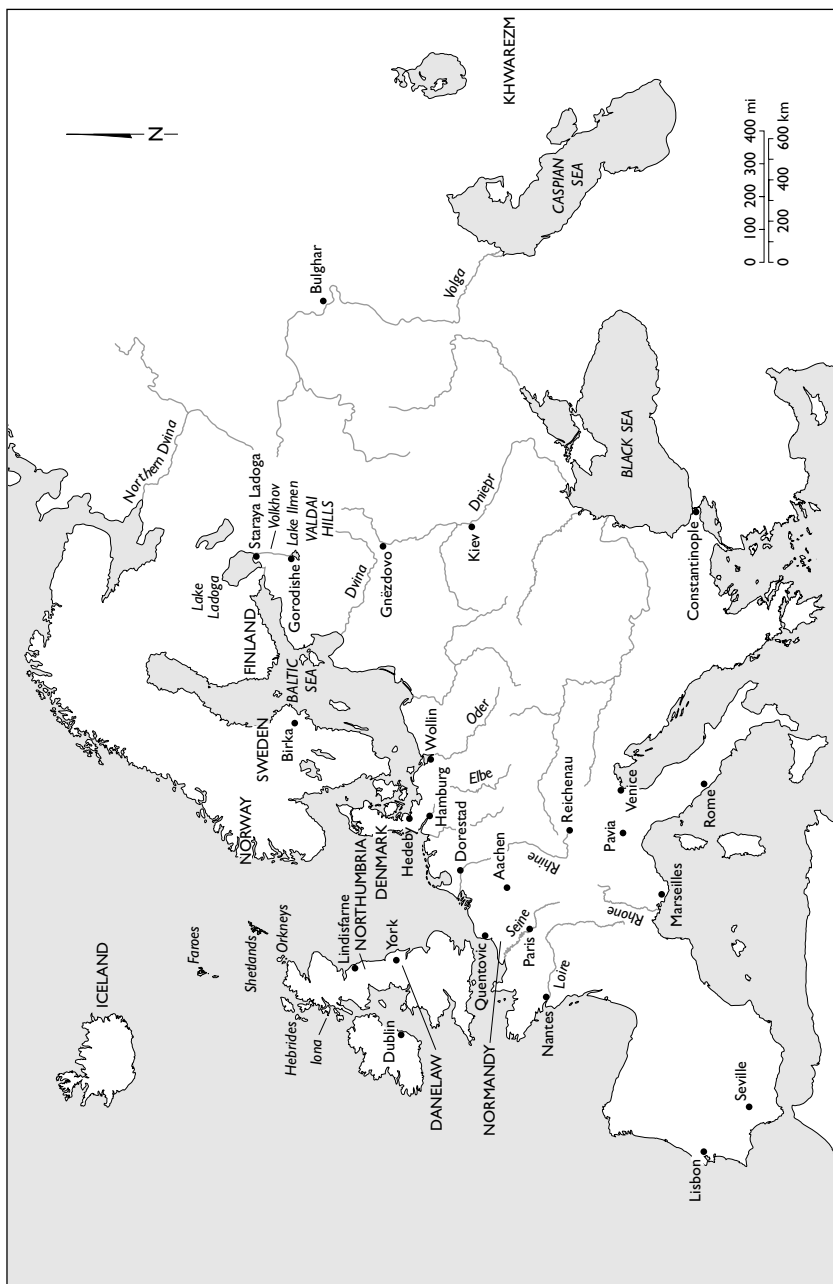 ICELAND
Faroes
Shetlands
Orkneys
Hebrides
Iona
Lindisfarne
NORTHUMBRIA
York
Dublin
DANELAW
NORMANDY
NORWAY
SWEDEN
Birka
FINLAND
BALTIC
SEA
DENMARK
Hedeby
Hamburg
Wollin
Dorestad
Aachen
Quentovic
Seine
Paris
Loire
Nantes
Rhine
Elbe
Oder
Reichenau
Pavia
Venice
Rhone
Marseilles
Rome
Lisbon
Seville
Northern Dvina
Lake
Ladoga
Staraya Ladoga
Volkhov
Gorodishe
Lake Ilmen
VALDAI
HILLS
Dvina
Gnëzdovo
Kiev
Dniepr
Bulghar
Volga
BLACK SEA
Constantinople
CASPIAN
SEA
KHWAREZM
N
0 100 200 300 400 mi
0 200 400 600 km